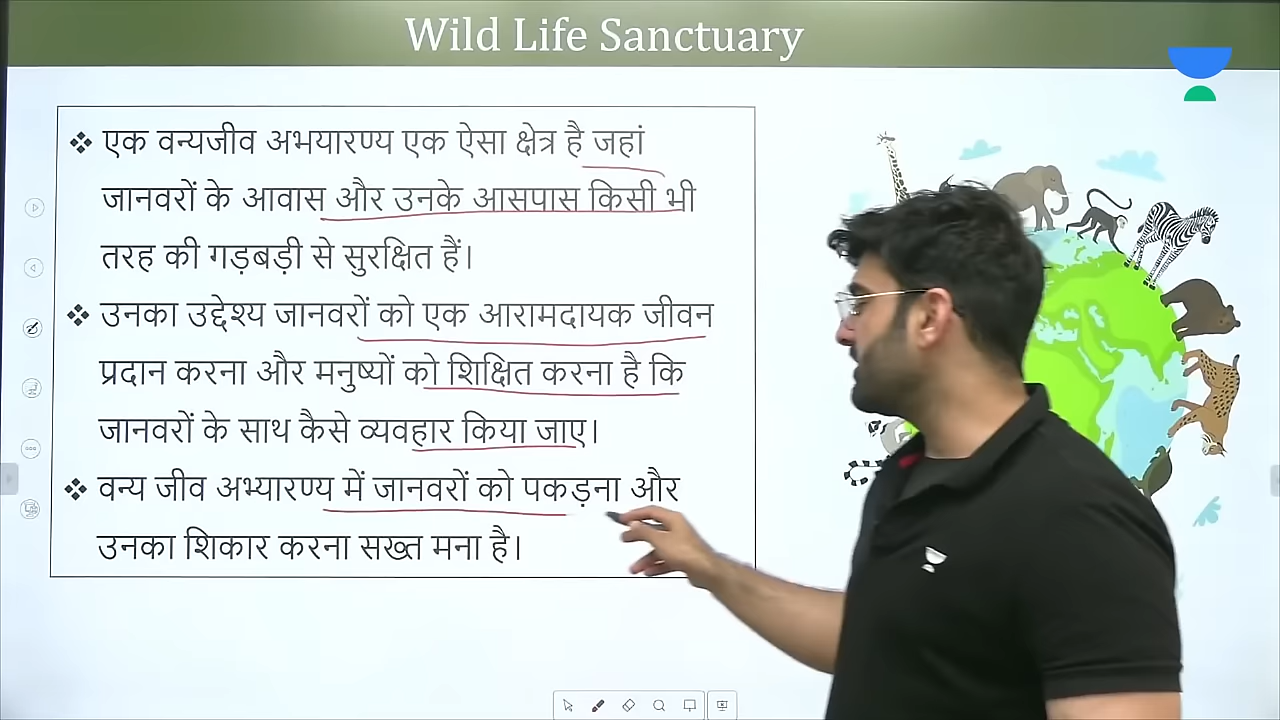 Wild Life Sanctuary
❖ एक वन्यजीव अभयारण्य एक ऐसा क्षेत्र है जहां
जानवरों के आवास और उनके आसपास किसी भी
तरह की गड़बड़ी से सुरक्षित हैं।
❖ उनका उद्देश्य जानवरों को एक आरामदायक जीवन
प्रदान करना और मनुष्यों को शिक्षित करना है कि
जानवरों के साथ कैसे व्यवहार किया जाए।
❖ वन्य जीव अभ्यारण्य में जानवरों को पकड़ना और
उनका शिकार करना सख्त मना है।